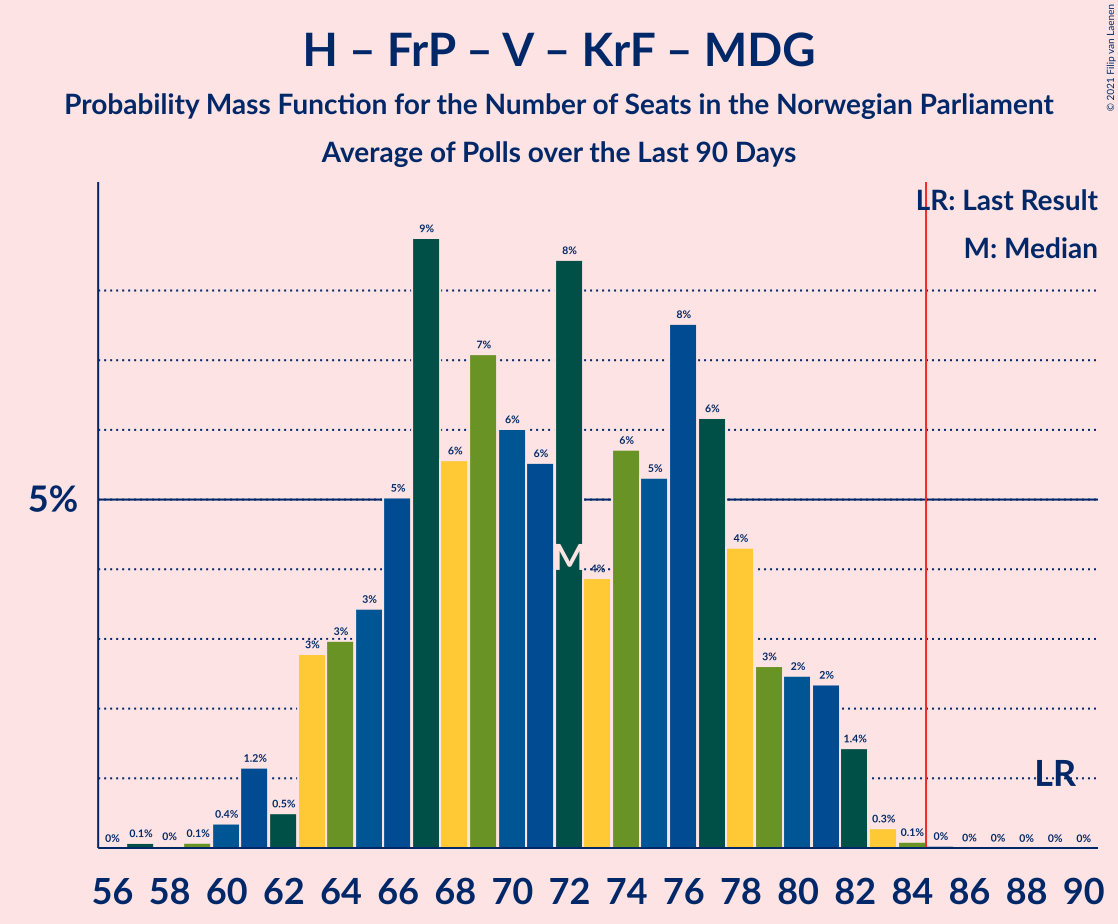 H – FrP – V – KrF – MDG
Probability Mass Function for the Number of Seats in the Norwegian Parliament
Average of Polls over the Last 90 Days
© 2021 Filip van Laenen
LR: Last Result
M: Median
5%
0% 0.1% 0% 0.1% 0.4% 1.2% 0.5% 3% 3% 3% 5% 9% 6% 7% 6% 6% 8% 4% 6% 5% 8% 6% 4% 3% 2% 2% 1.4% 0.3% 0.1% 0% 0% 0% 0% 0% 0%
M
LR
56 58 60 62 64 66 68 70 72 74 76 78 80 82 84 86 88 90